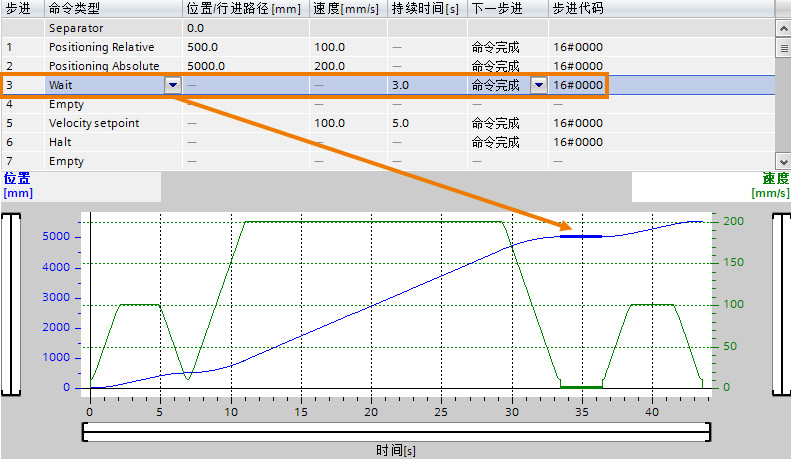 步进 命令类型 位置/行进路径 [mm] 速度[mm/s] 持续时间[s] 下一步进 步进代码
Separator 0.0
1 Positioning Relative 500.0 100.0 — 命令完成 16#0000
2 Positioning Absolute 5000.0 200.0 — 命令完成 16#0000
3 Wait — — 3.0 命令完成 16#0000
4 Empty — — — — —
5 Velocity setpoint — 100.0 5.0 命令完成 16#0000
6 Halt — — — 命令完成 16#0000
7 Empty — — — — —
位置 速度
[mm] [mm/s]
5000 4000 3000 2000 1000 0
200 150 100 50 0
0 5 10 15 20 25 30 35 40
时间[s]